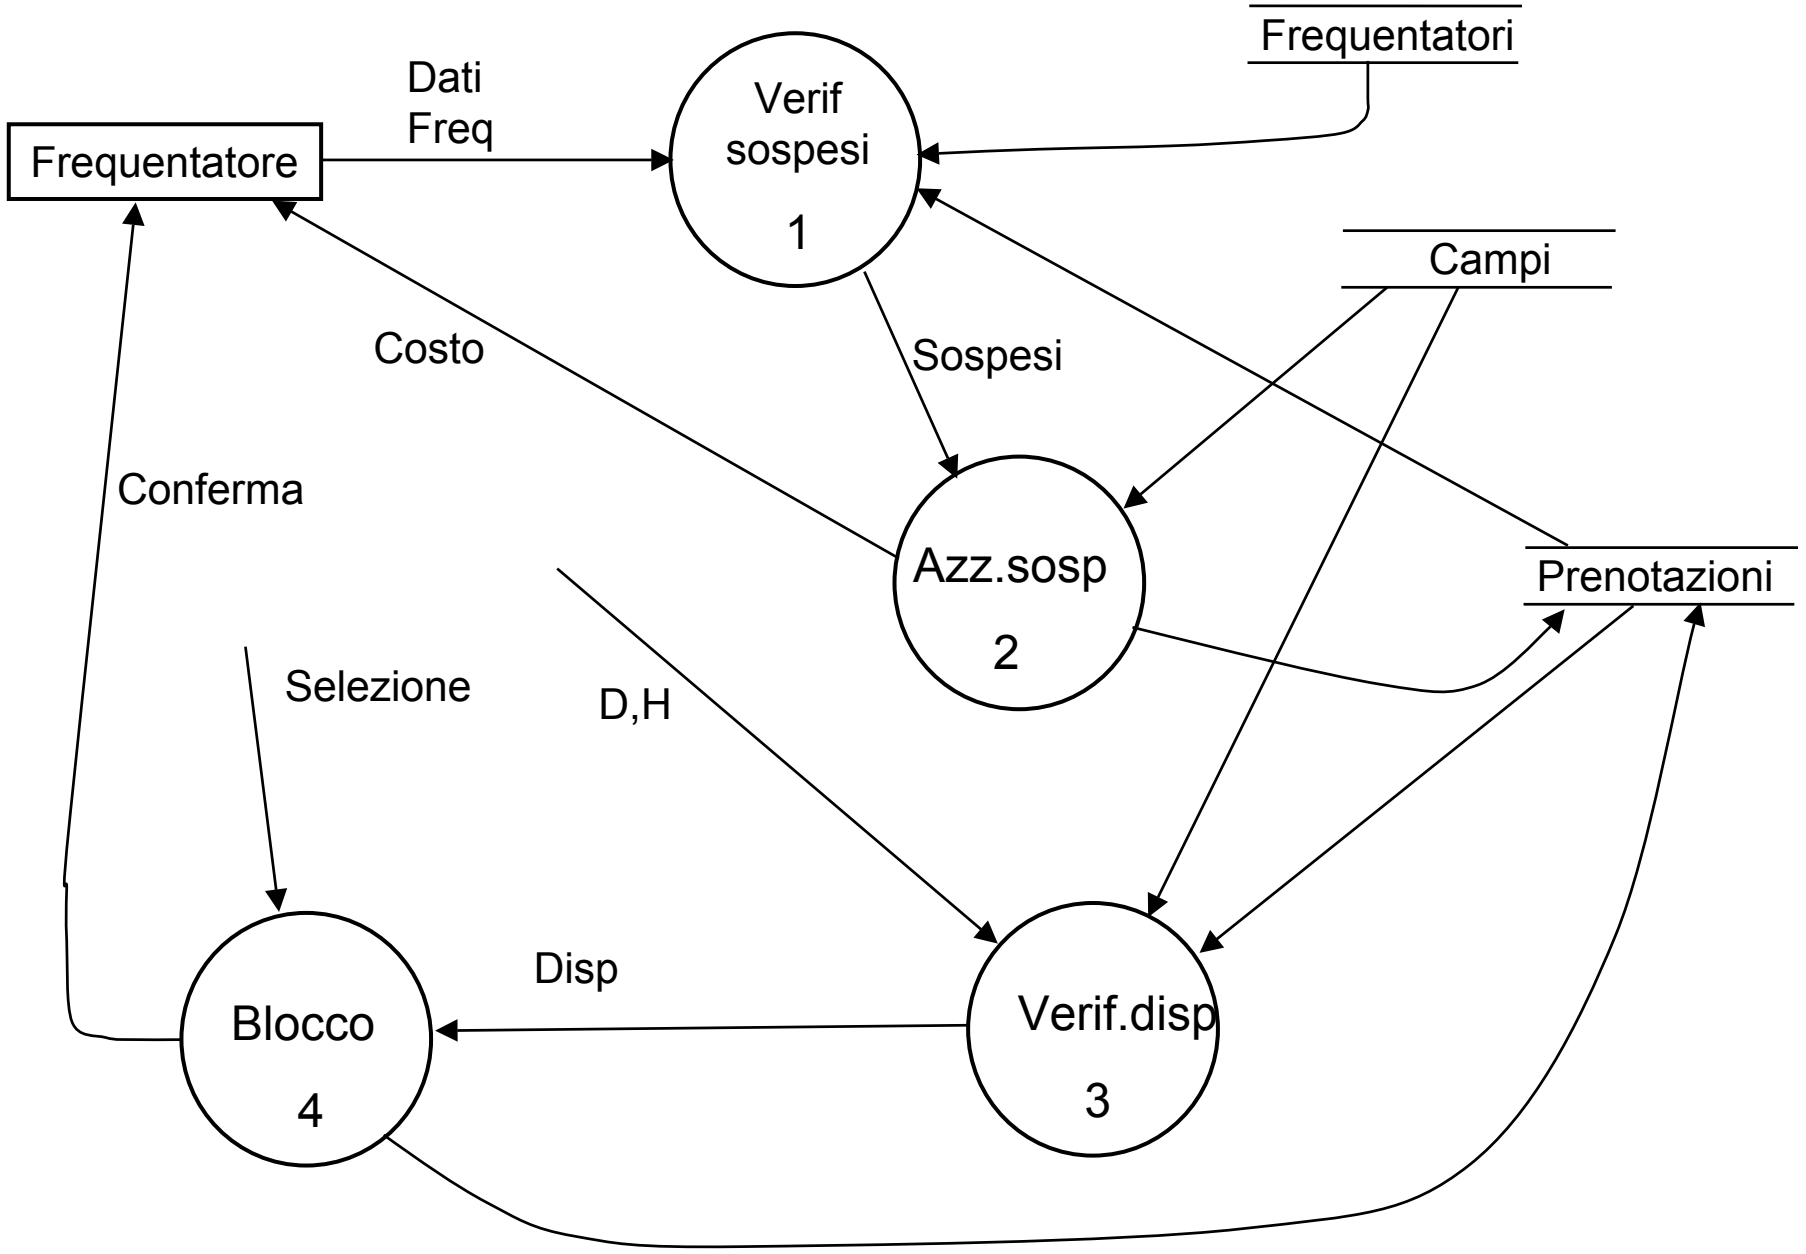 Frequentatori
Dati
Freq
Verif
sospesi
1
Frequentatore
Campi
Costo
Sospesi
Conferma
Azz.sosp
2
Prenotazioni
Selezione
D,H
Disp
Blocco
4
Verif.disp
3